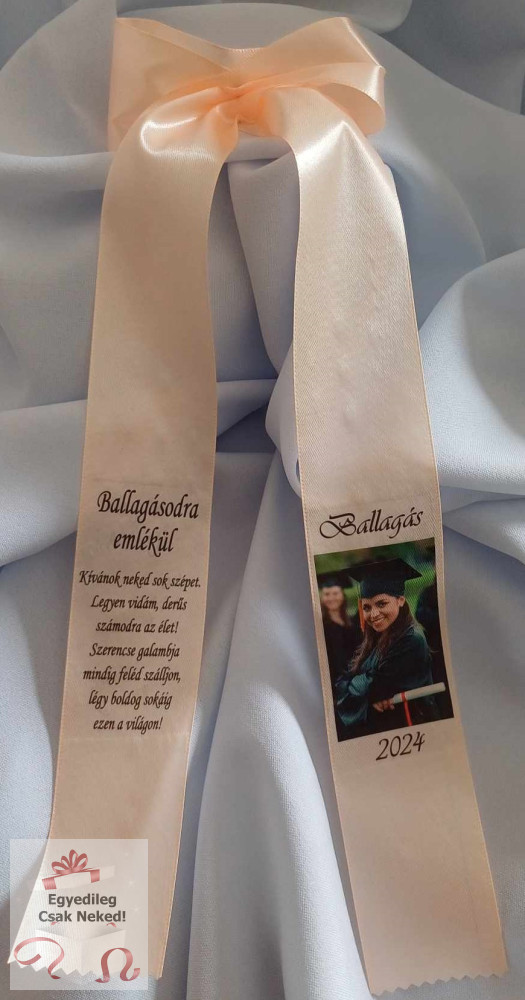 Ballagásodra
emlékül
Kívánok neked sok szépet.
Legyen vidám, derűs
számodra az élet!
Szerencse galambja
mindig feléd szálljon,
légy boldog sokáig
ezen a világon!
Ballagás
2024
Egyedileg
Csak Neked!